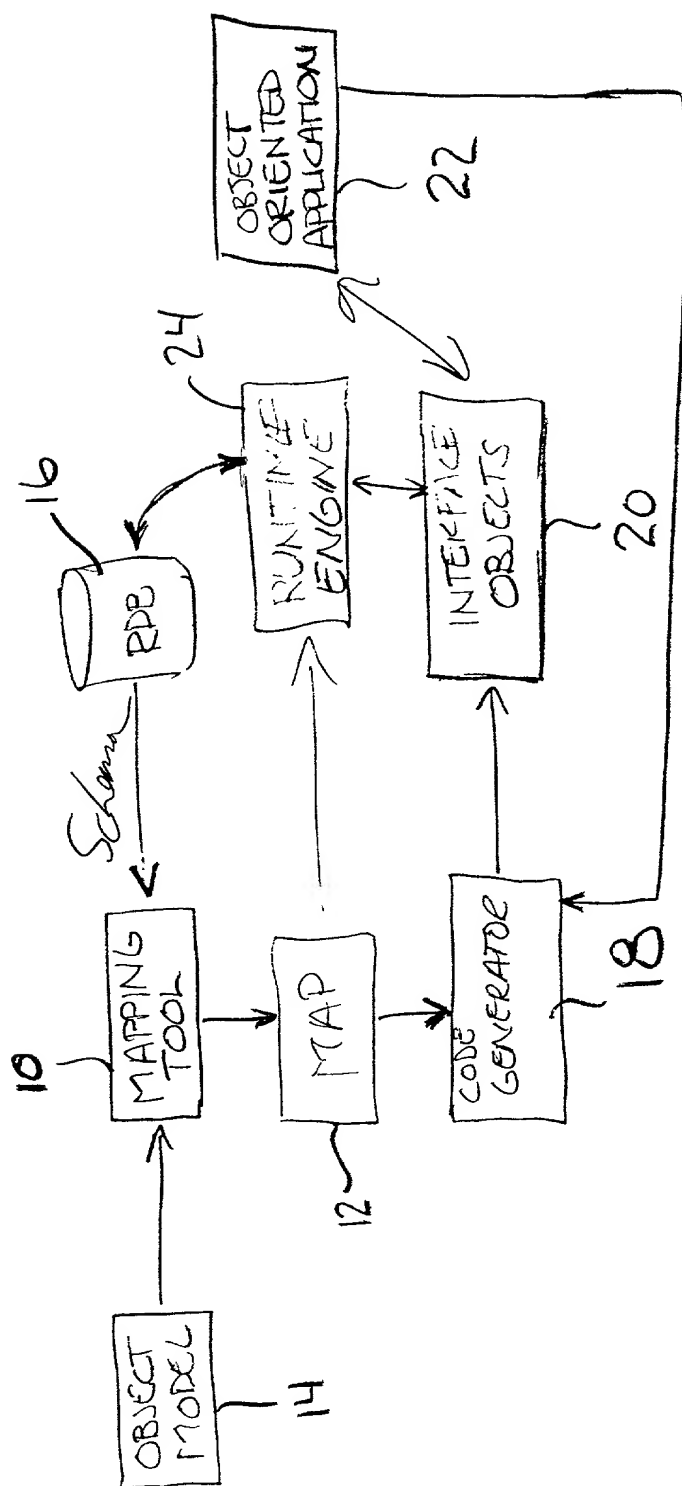 OBJECT
MODEL
14
10
MAPPING
TOOL
Schema
RDB
16
MAP
12
RUNTIME
ENGINE
24
CODE
GENERATOR
18
INTERFACE
OBJECTS
20
OBJECT
ORIENTED
APPLICATION
22